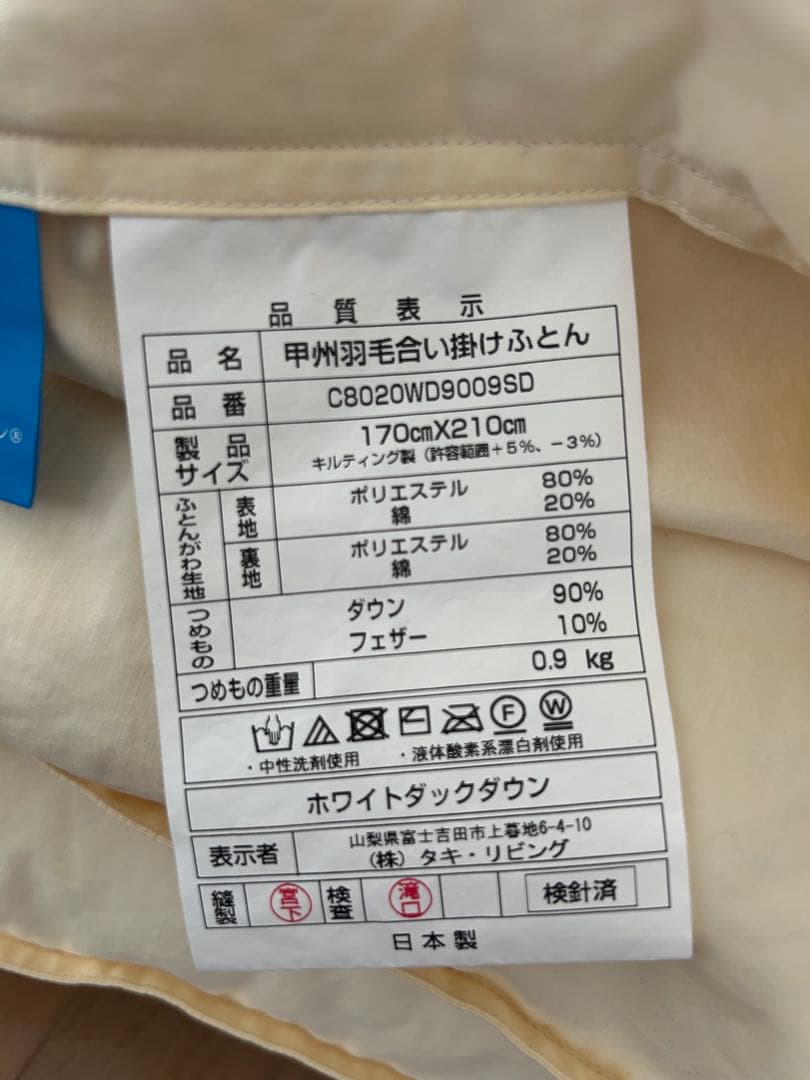 品質表示
品名 甲州羽毛合い掛けふとん
品番 C8020WD9009SD
製品サイズ 170cmX210cm
キルティング製（許容範囲＋5％、－3％）
ふとんがわ生地 表地 ポリエステル 80%
綿 20%
裏地 ポリエステル 80%
綿 20%
つめもの ダウン 90%
フェザー 10%
つめもの重量 0.9 kg
F W
・中性洗剤使用 ・液体酸素系漂白剤使用
ホワイトダックダウン
表示者 山梨県富士吉田市上暮地6-4-10
（株）タキ・リビング
縫製 宮下 検査 滝口 検針済
日本製